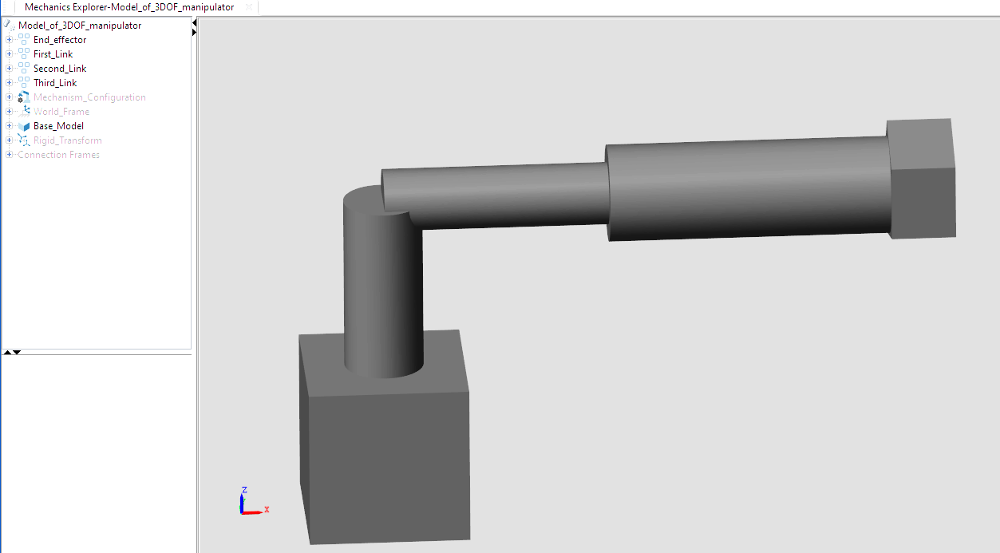 Mechanics Explorer-Model_of_3DOF_manipulator
Model_of_3DOF_manipulator
End_effector
First_Link
Second_Link
Third_Link
Mechanism_Configuration
World_Frame
Base_Model
Rigid_Transform
Connection Frames
Z
X